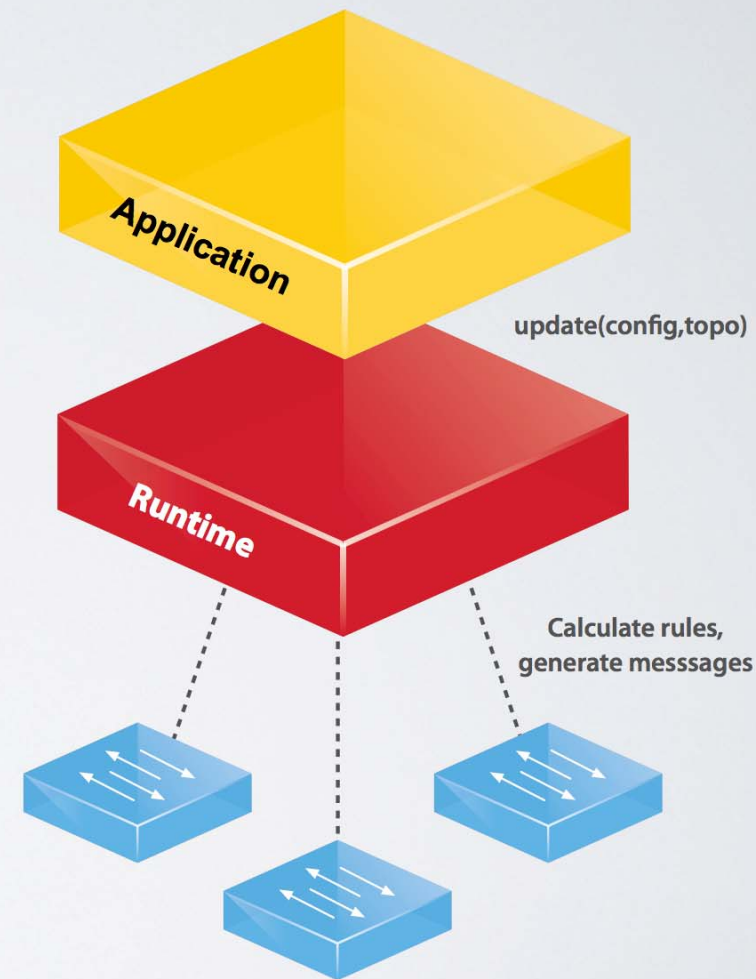 Application
update(config,topo)
Runtime
Calculate rules,
generate messsages